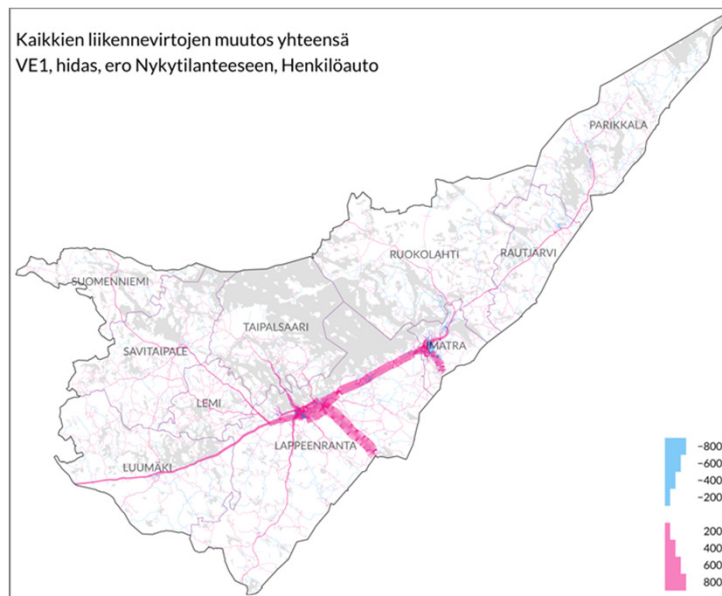 Kaikkien liikennevirtojen muutos yhteensä
VE1, hidas, ero Nykytilanteeseen, Henkilöauto
PARIKKALA
RUOKOLAHTI
RAUTJÄRVI
SUOMENNIEMI
TAIPALSAARI
IMATRA
SAVITAIPALE
LEMI
LAPPEENRANTA
LUUMÄKI
-800
-600
-400
-200
200
400
600
800